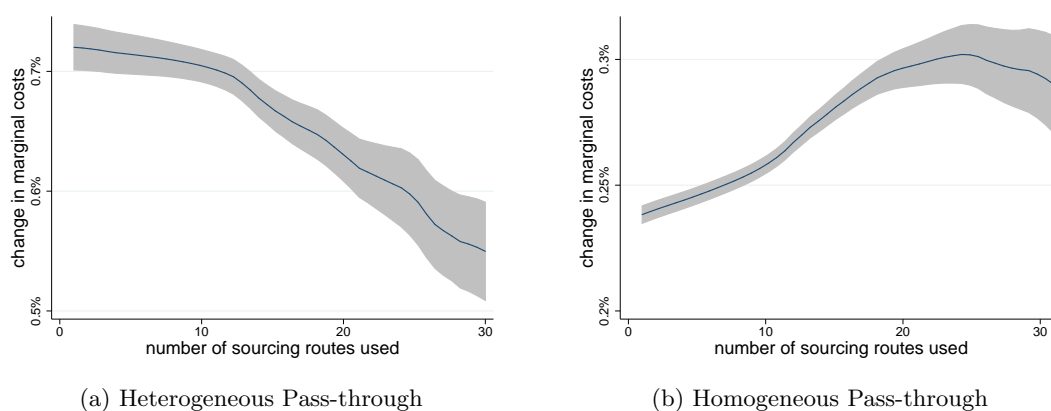 change in marginal costs
0.7%
0.6%
0.5%
0 10 20 30
number of sourcing routes used
(a) Heterogeneous Pass-through
change in marginal costs
0.3%
0.25%
0.2%
0 10 20 30
number of sourcing routes used
(b) Homogeneous Pass-through